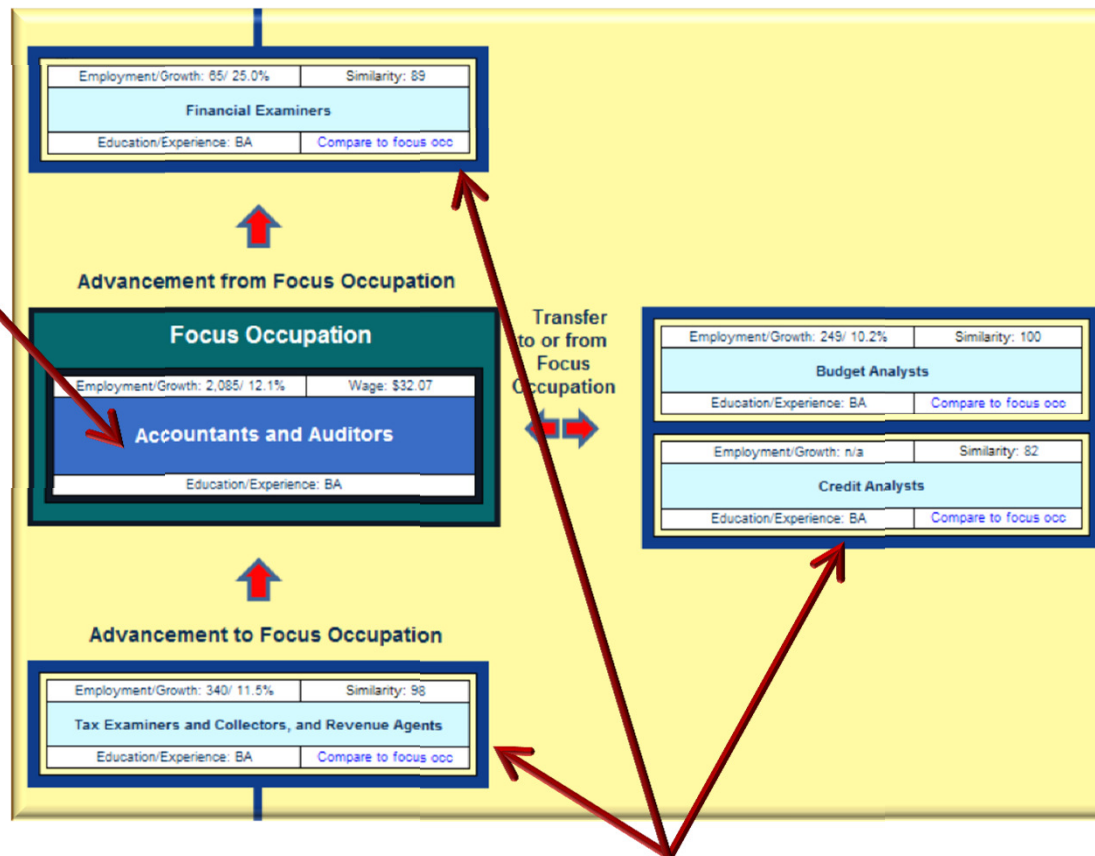 Employment/Growth: 65/ 25.0% Similarity: 89
Financial Examiners
Education/Experience: BA Compare to focus occ
Advancement from Focus Occupation
Focus Occupation
Employment/Growth: 2,085/ 12.1% Wage: $32.07
Accountants and Auditors
Education/Experience: BA
Transfer
to or from
Focus
Occupation
Employment/Growth: 249/ 10.2% Similarity: 100
Budget Analysts
Education/Experience: BA Compare to focus occ
Employment/Growth: n/a Similarity: 82
Credit Analysts
Education/Experience: BA Compare to focus occ
Advancement to Focus Occupation
Employment/Growth: 340/ 11.5% Similarity: 98
Tax Examiners and Collectors, and Revenue Agents
Education/Experience: BA Compare to focus occ